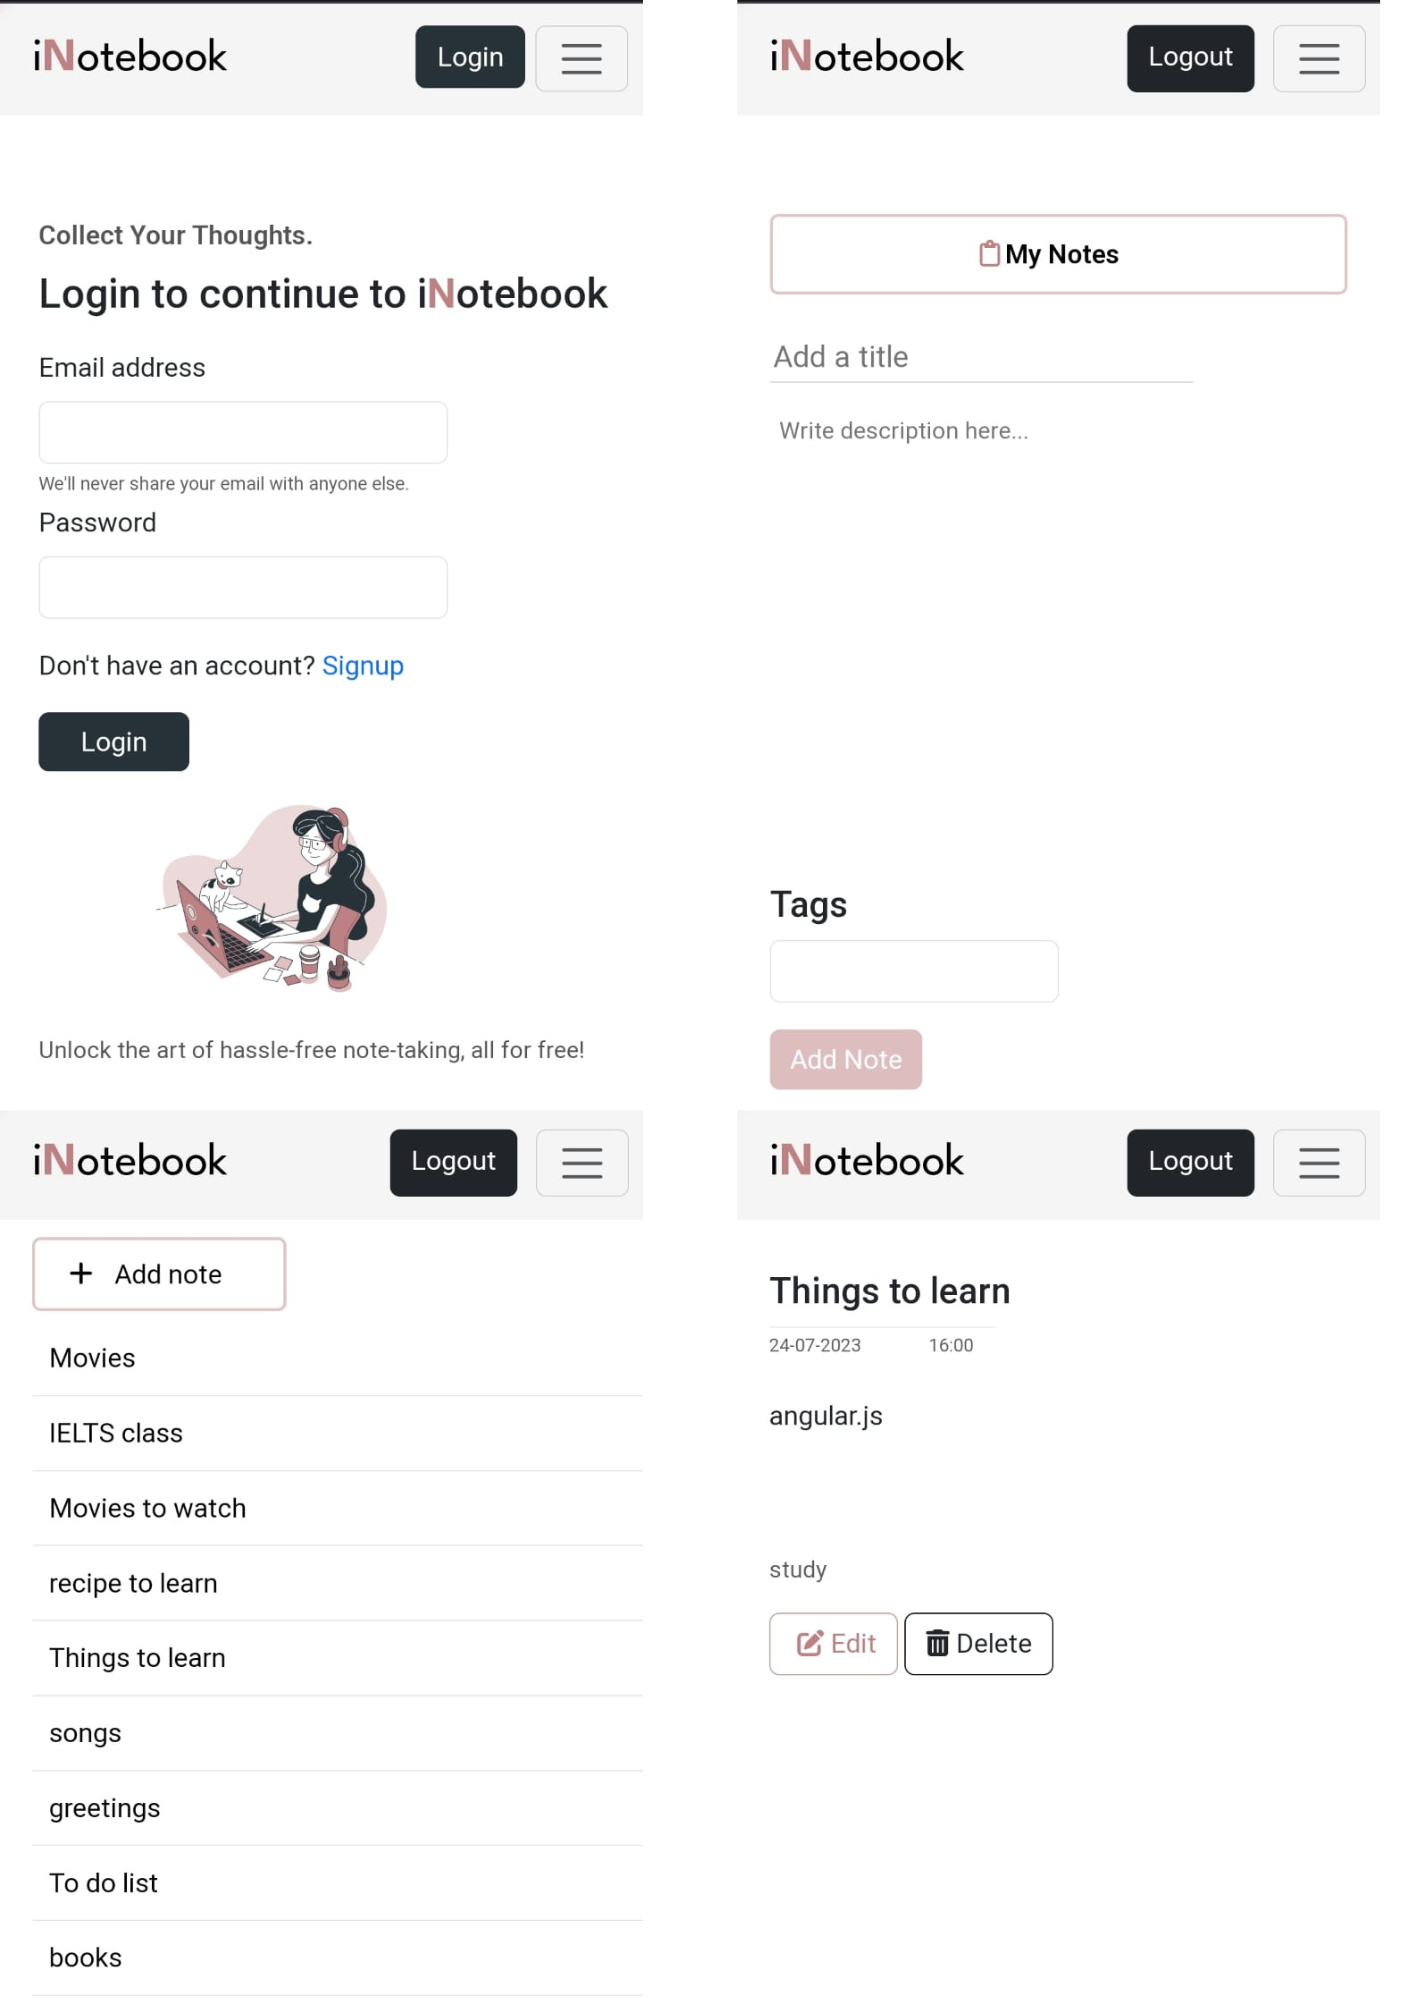 iNotebook
Login
Collect Your Thoughts.
Login to continue to iNotebook
Email address
We'll never share your email with anyone else.
Password
Don't have an account? Signup
Login
Unlock the art of hassle-free note-taking, all for free!
iNotebook
Logout
My Notes
Add a title
Write description here...
Tags
Add Note
iNotebook
Logout
+ Add note
Movies
IELTS class
Movies to watch
recipe to learn
Things to learn
songs
greetings
To do list
books
iNotebook
Logout
Things to learn
24-07-2023 16:00
angular.js
study
Edit Delete